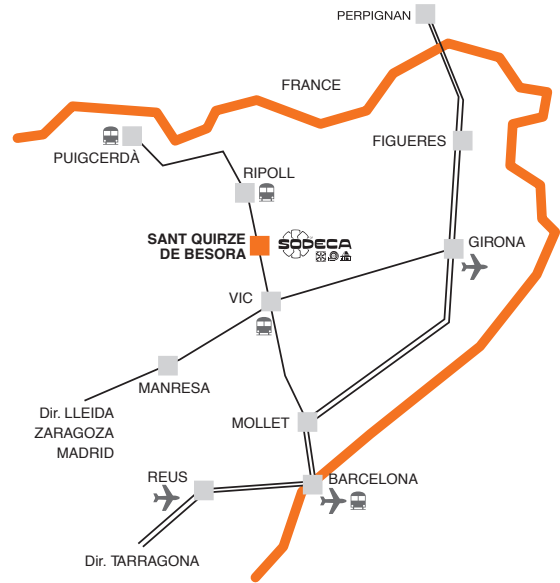 PERPIGNAN
FRANCE
FIGUERES
PUIGCERDÀ
RIPOLL
SANT QUIRZE
DE BESORA
SODECA
GIRONA
VIC
MANRESA
Dir. LLEIDA
ZARAGOZA
MADRID
MOLLET
REUS
BARCELONA
Dir. TARRAGONA